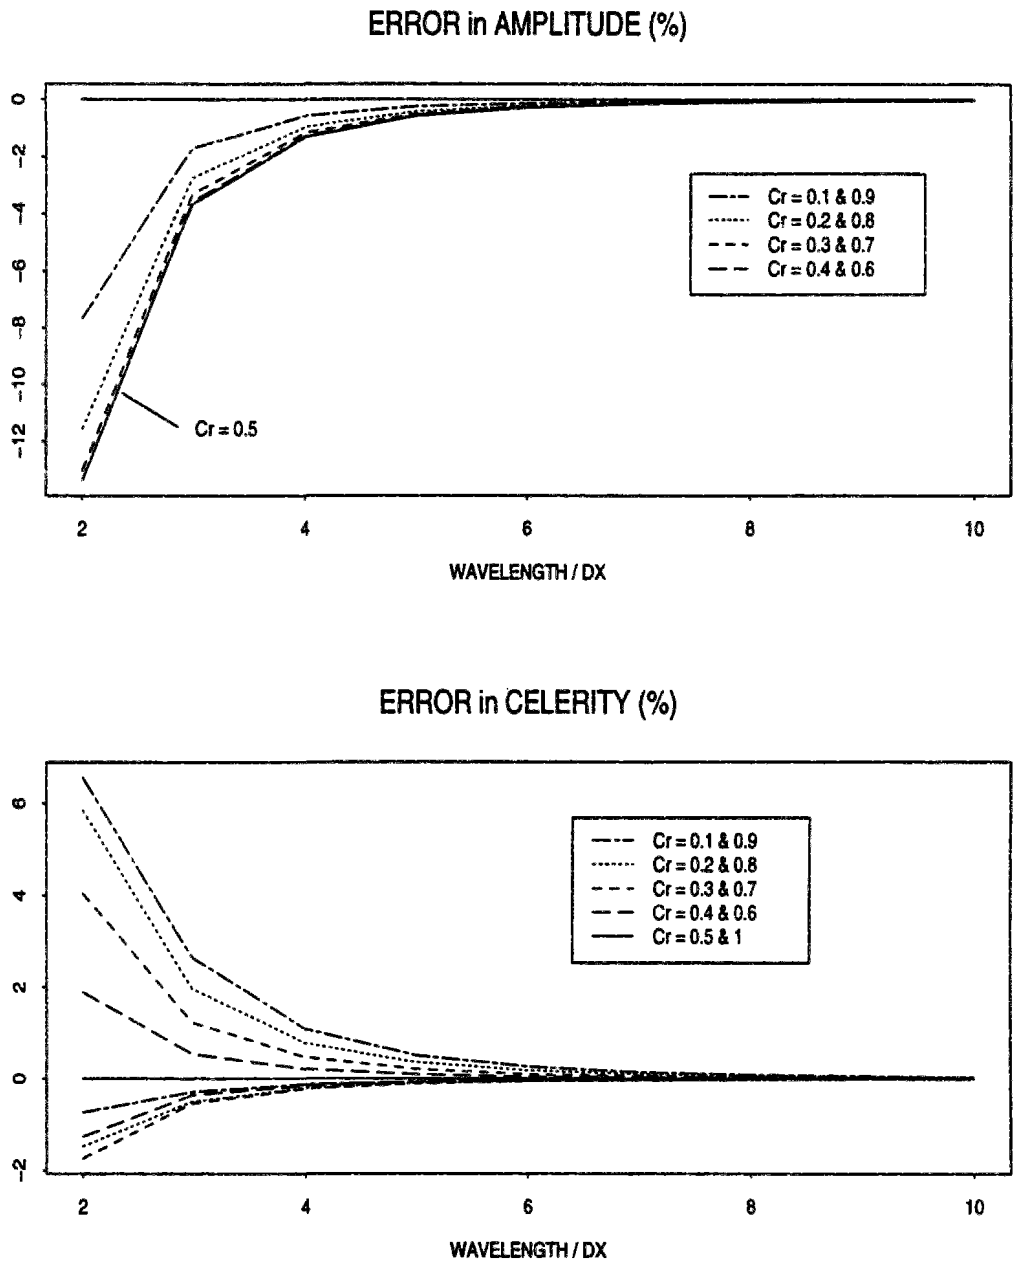 ERROR in AMPLITUDE (%)
0
-2
-4
-6
-8
-10
-12
Cr = 0.1 & 0.9
Cr = 0.2 & 0.8
Cr = 0.3 & 0.7
Cr = 0.4 & 0.6
Cr = 0.5
2 4 6 8 10
WAVELENGTH / DX
ERROR in CELERITY (%)
6
4
2
0
-2
Cr = 0.1 & 0.9
Cr = 0.2 & 0.8
Cr = 0.3 & 0.7
Cr = 0.4 & 0.6
Cr = 0.5 & 1
2 4 6 8 10
WAVELENGTH / DX